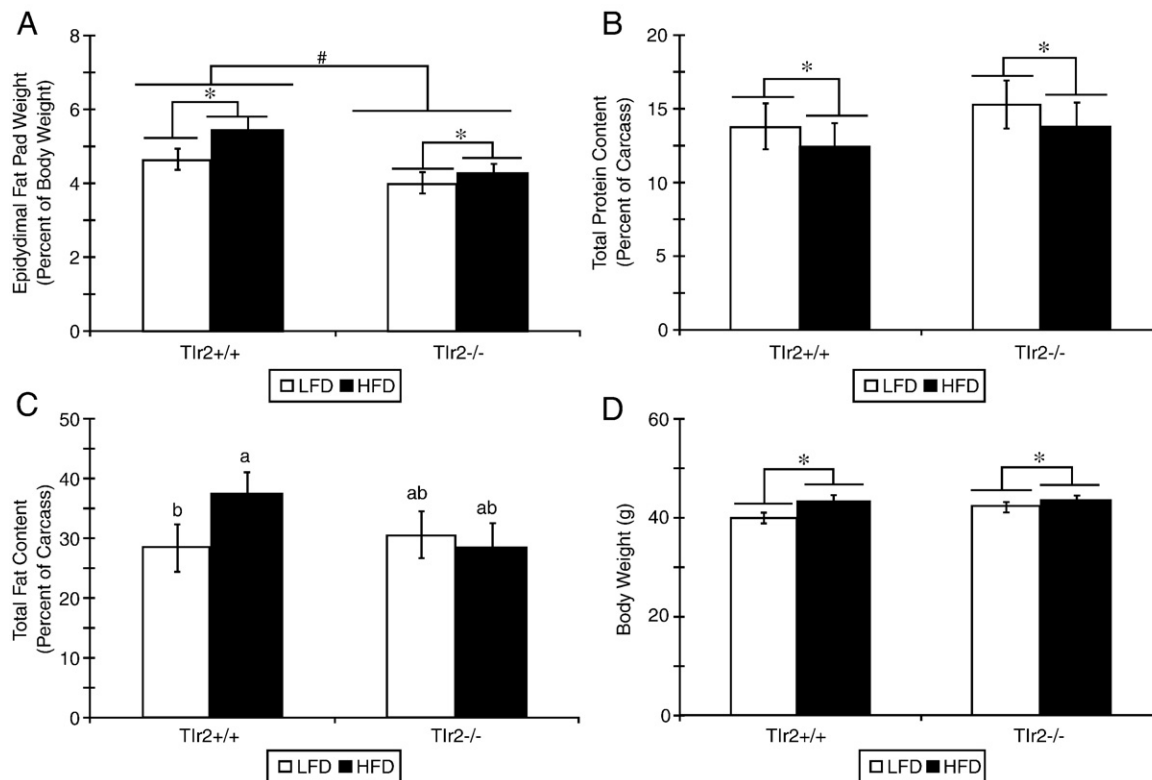 A
Epidydimal Fat Pad Weight
(Percent of Body Weight)
8
6
4
2
0
#
*
*
Tlr2+/+
Tlr2-/-
LFD HFD
B
Total Protein Content
(Percent of Carcass)
20
15
10
5
0
*
*
Tlr2+/+
Tlr2-/-
LFD HFD
C
Total Fat Content
(Percent of Carcass)
50
40
30
20
10
0
b
a
ab
ab
Tlr2+/+
Tlr2-/-
LFD HFD
D
Body Weight (g)
60
40
20
0
*
*
Tlr2+/+
Tlr2-/-
LFD HFD